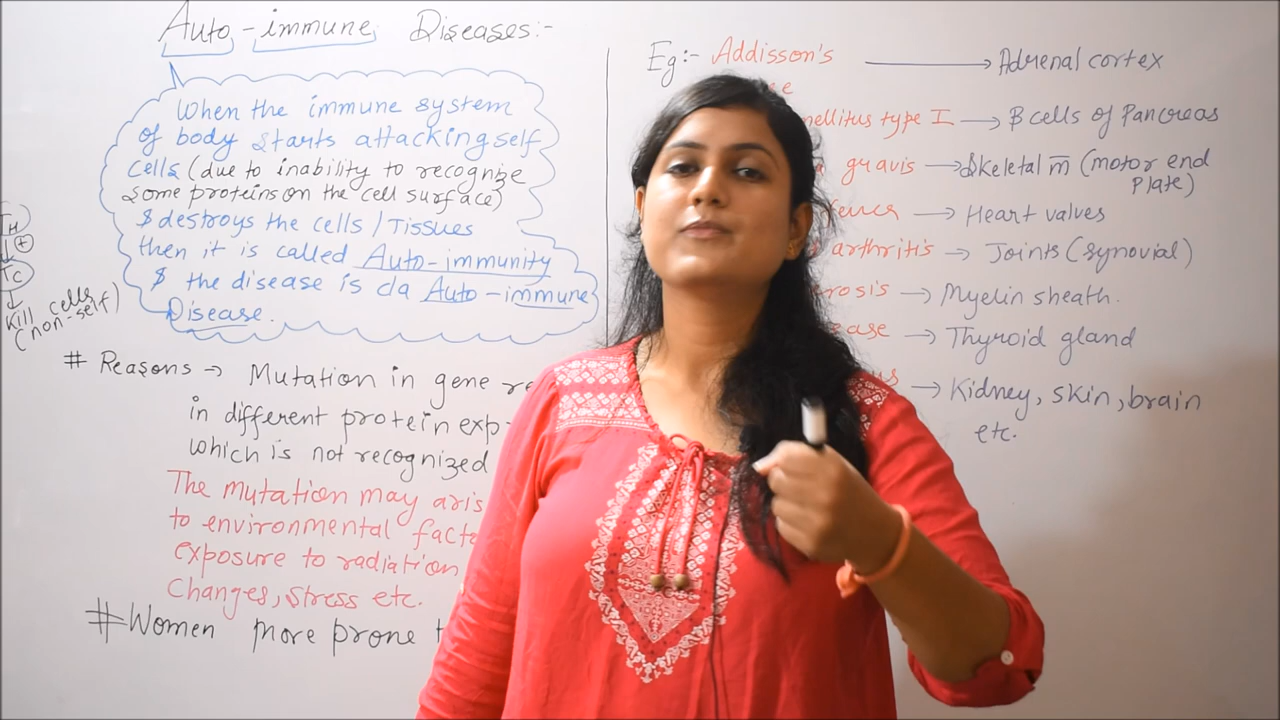 Auto-immune Diseases:-
When the immune system
of body starts attacking self
cells (due to inability to recognize
some proteins on the cell surface)
& destroys the cells / Tissues
then it is called Auto-immunity
& the disease is c/a Auto-immune
Disease.
TH
↓ +
TC
↓
Kill cells
(non-self)
# Reasons → Mutation in gene re
in different protein exp
which is not recognized
The mutation may aris
to environmental fact
exposure to radiation
Changes, stress etc.
# Women more prone t
Eg:- Addisson's → Adrenal cortex
se
mellitus type I → β cells of Pancreas
gravis → Skeletal m̅ (motor end
plate)
→ Heart valves
arthritis → Joints (synovial)
rosis → Myelin sheath.
ease → Thyroid gland
us → Kidney, skin, brain
etc.